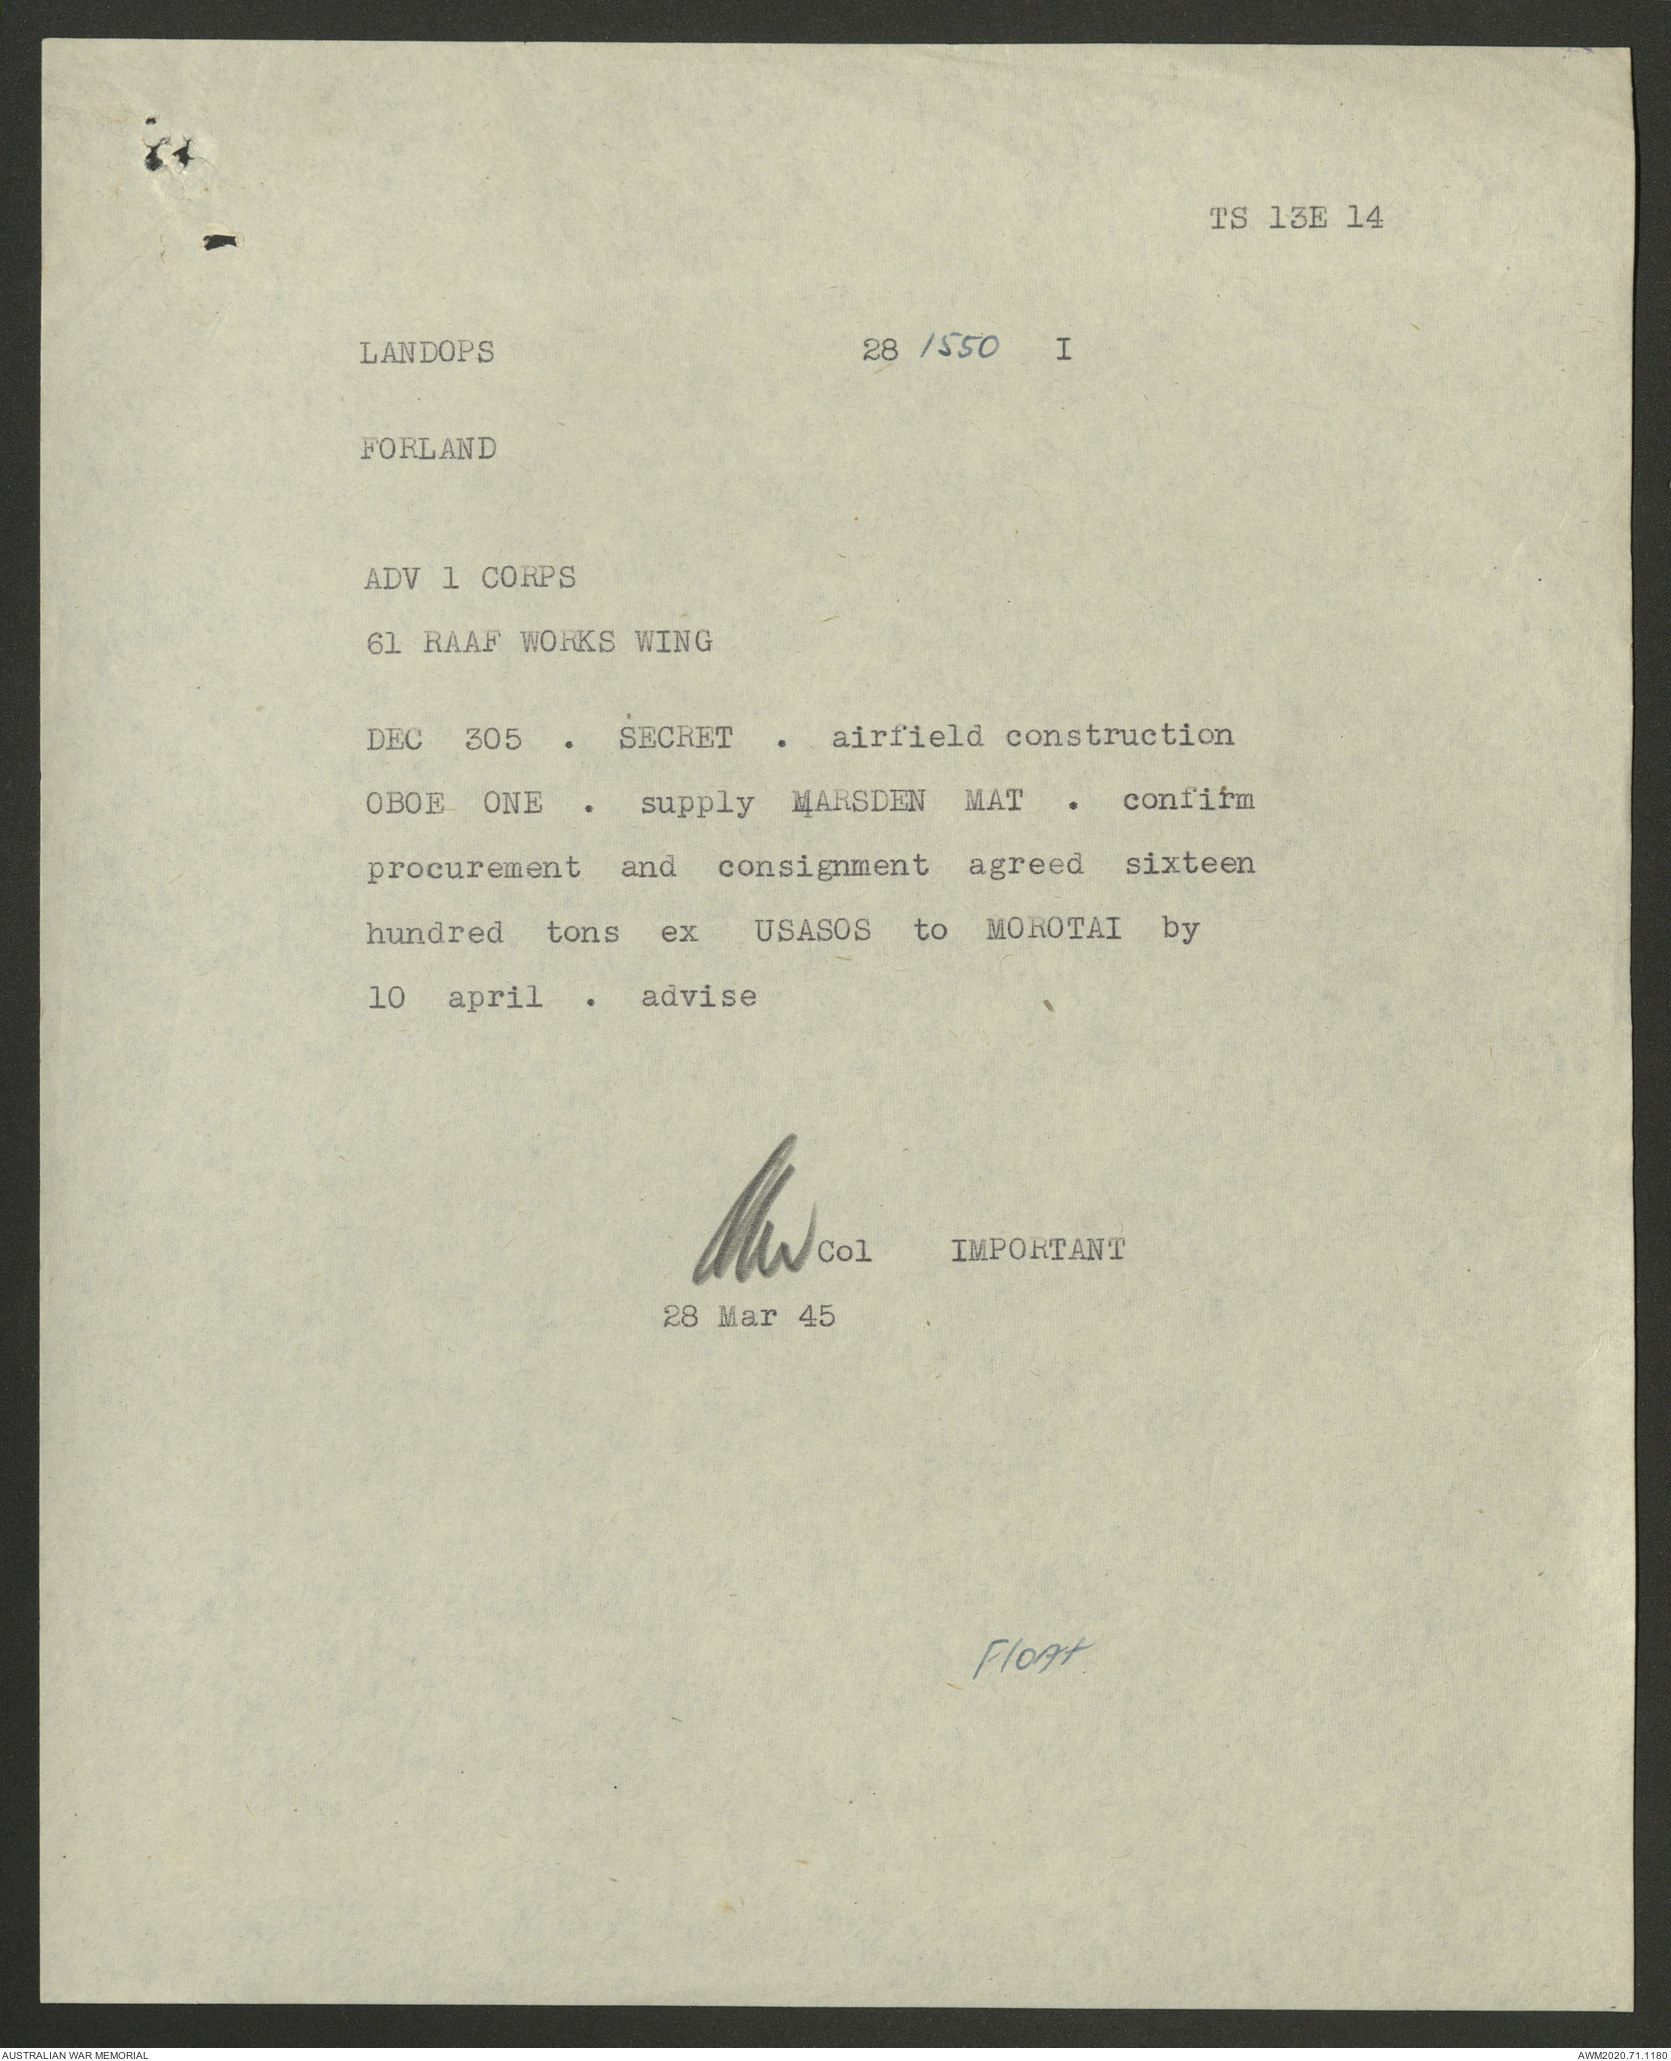 TS 13E 14
LANDOPS 28 1550 I
FORLAND
ADV 1 CORPS
61 RAAF WORKS WING
DEC 305 . SECRET . airfield construction
OBOE ONE . supply MARSDEN MAT . confirm
procurement and consignment agreed sixteen
hundred tons ex USASOS to MOROTAI by
10 april . advise
Col IMPORTANT
28 Mar 45
Float
AUSTRALIAN WAR MEMORIAL AWM2020.71.1180